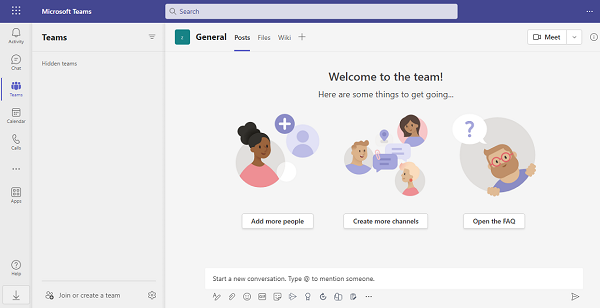 Microsoft Teams
Search
Activity
Chat
Teams
Calendar
Calls
Apps
Help
Teams
Hidden teams
Join or create a team
General
Posts
Files
Wiki
Meet
Welcome to the team!
Here are some things to get going...
Add more people
Create more channels
Open the FAQ
Start a new conversation. Type @ to mention someone.